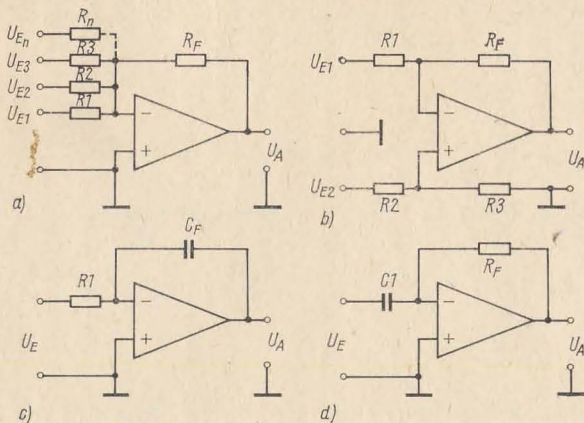 U_En R_n
U_E3 R3
U_E2 R2
U_E1 R1
R_F
−
+
U_A
a)
U_E1 R1 R_F
−
+
U_A
U_E2 R2 R3
b)
C_F
R1
−
+
U_E U_A
c)
R_F
C1
−
+
U_E U_A
d)